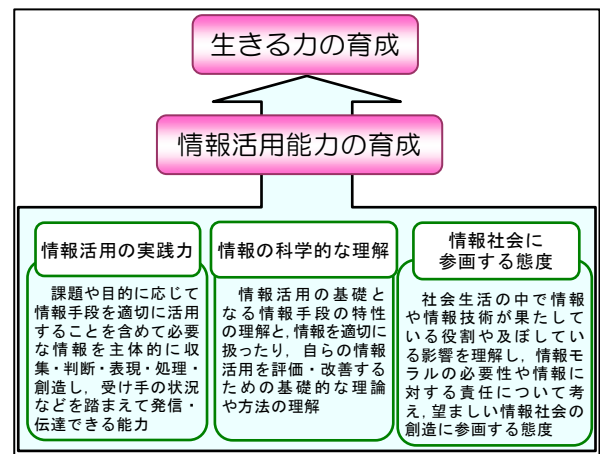 生きる力の育成
情報活用能力の育成
情報活用の実践力
課題や目的に応じて
情報手段を適切に活用
することを含めて必要
な情報を主体的に収
集・判断・表現・処理・
創造し，受け手の状況
などを踏まえて発信・
伝達できる能力
情報の科学的な理解
情報活用の基礎と
なる情報手段の特性
の理解と，情報を適切に
扱ったり，自らの情報
活用を評価・改善する
ための基礎的な理論
や方法の理解
情報社会に
参画する態度
社会生活の中で情報
や情報技術が果たして
いる役割や及ぼしてい
る影響を理解し，情報モ
ラルの必要性や情報に
対する責任について考
え，望ましい情報社会の
創造に参画する態度